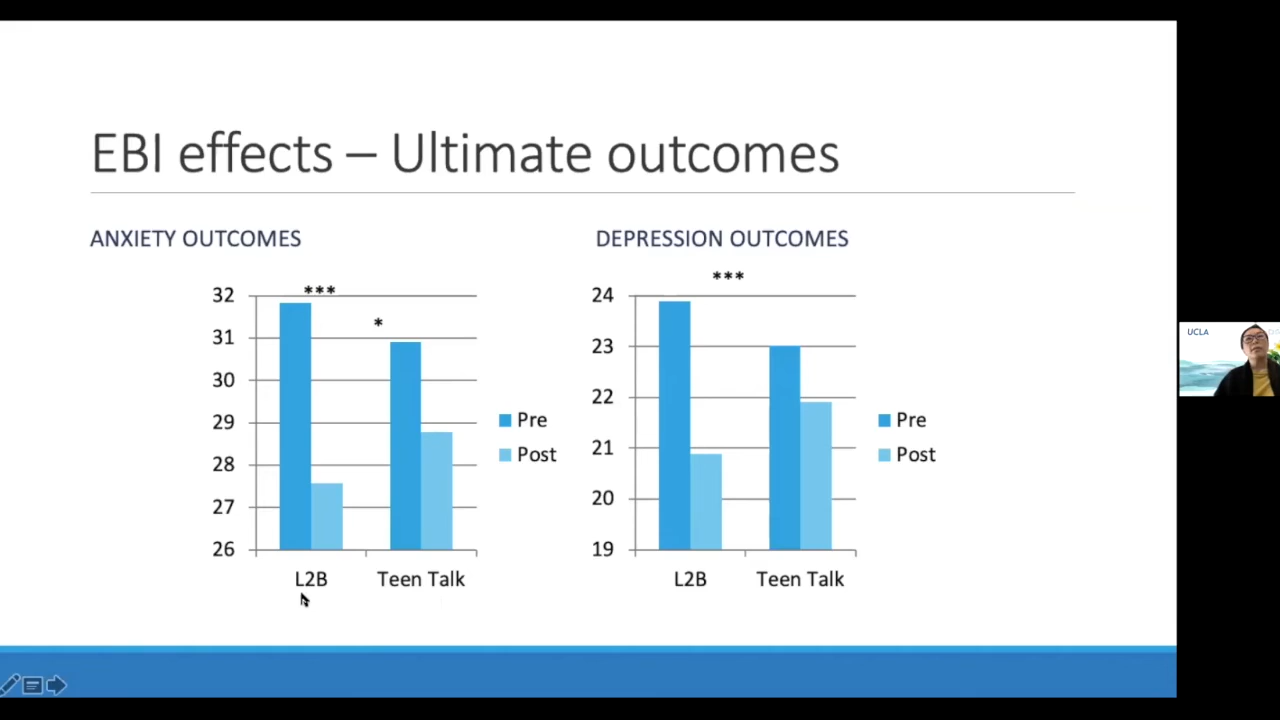 EBI effects – Ultimate outcomes
ANXIETY OUTCOMES
***
*
32
31
30
29
28
27
26
L2B
Teen Talk
Pre
Post
DEPRESSION OUTCOMES
***
24
23
22
21
20
19
L2B
Teen Talk
Pre
Post
UCLA